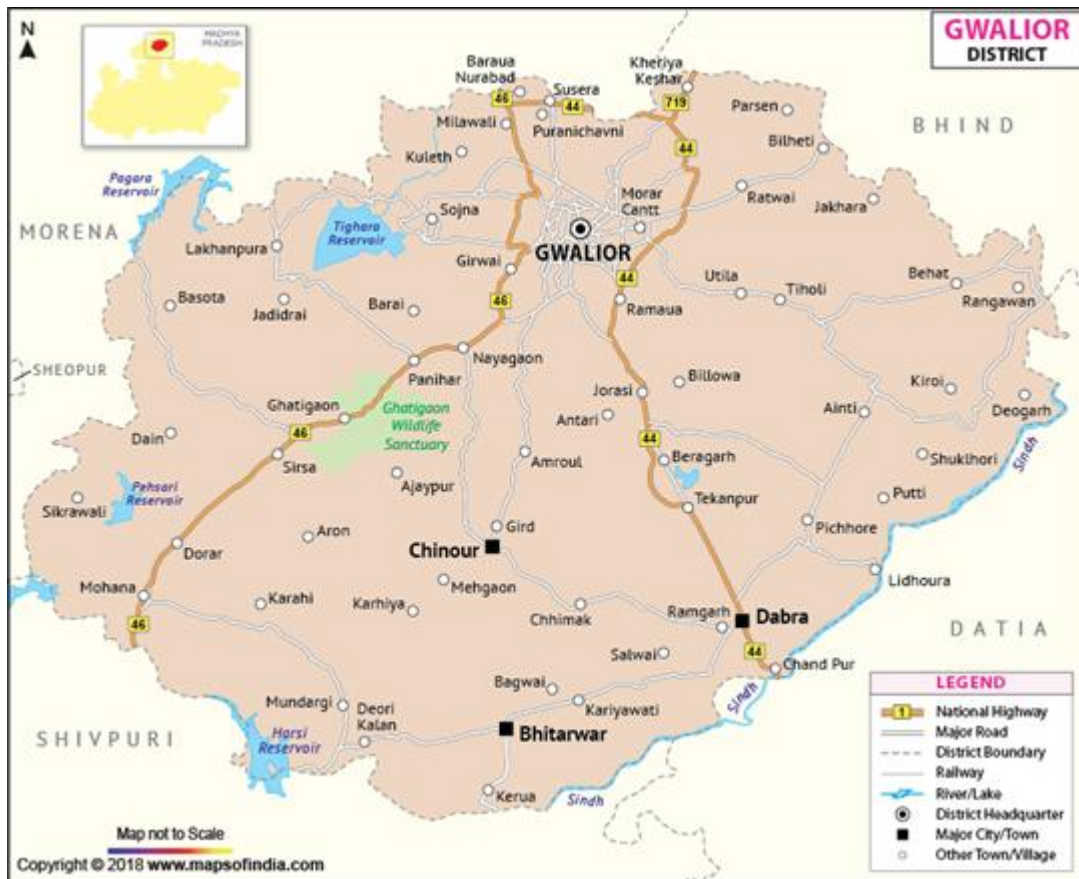 N
MADHYA
PRADESH
GWALIOR
DISTRICT
Baraua
Nurabad
Susera
Kheriya
Keshar
46
44
719
Milawali
Puranichavni
Parsen
BHIND
Kuleth
44
Bilheti
Pagara
Reservoir
Morar
Cantt
Ratwai
Jakhara
MORENA
Sojna
Tighara
Reservoir
Lakhanpura
GWALIOR
Girwai
44
Utila
Tiholi
Behat
Rangawan
Basota
Jadidrai
Barai
46
Ramaua
Nayagaon
SHEOPUR
Panihar
Billowa
Jorasi
Kiroi
Deogarh
Ghatigaon
Ghatigaon
Wildlife
Sanctuary
Antari
Ainti
Dain
46
44
Sirsa
Amroul
Beragarh
Shuklhori
Sindh
Pehsari
Reservoir
Ajaypur
Sikrawali
Tekanpur
Putti
Aron
Gird
Pichhore
Dorar
Chinour
Mohana
Mehgaon
Lidhoura
Karahi
Karhiya
Chhimak
Ramgarh
Dabra
46
44
DATIA
Salwai
Chand Pur
Bagwai
Sindh
Mundargi
Deori
Kalan
Kariyawati
SHIVPURI
Harsi
Reservoir
Bhitarwar
Kerua
Sindh
LEGEND
1 National Highway
Major Road
District Boundary
Railway
River/Lake
District Headquarter
Major City/Town
Other Town/Village
Map not to Scale
Copyright © 2018 www.mapsofindia.com